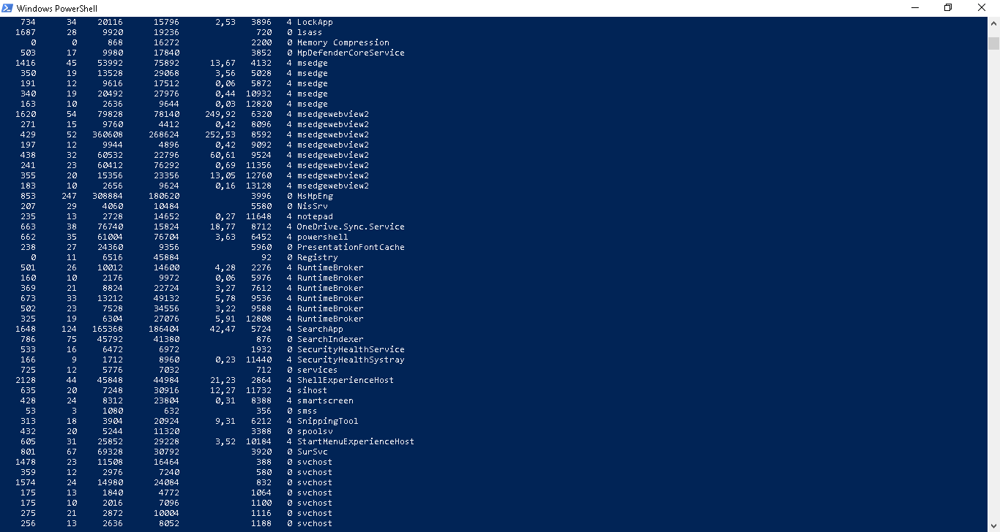 Windows PowerShell
734 34 20116 15796 2,53 3896 4 LockApp
1687 28 9920 19236 720 0 lsass
0 0 868 16272 2200 0 Memory Compression
503 17 9980 17840 3852 0 MpDefenderCoreService
1416 45 53992 75892 13,67 4132 4 msedge
350 19 13528 29068 3,56 5028 4 msedge
191 12 9616 17512 0,06 5872 4 msedge
340 19 20492 27976 0,44 10932 4 msedge
163 10 2636 9644 0,03 12820 4 msedge
1620 54 79828 78140 249,92 6320 4 msedgewebview2
271 15 9760 4412 0,42 8096 4 msedgewebview2
429 52 360608 268624 252,53 8592 4 msedgewebview2
197 12 9944 4896 0,42 9092 4 msedgewebview2
438 32 60532 22796 60,61 9524 4 msedgewebview2
241 23 60412 76292 0,69 11356 4 msedgewebview2
355 20 15356 23356 13,05 12760 4 msedgewebview2
183 10 2656 9624 0,16 13128 4 msedgewebview2
853 247 308884 180620 3996 0 MsMpEng
207 29 4060 10484 5580 0 NisSrv
235 13 2728 14652 0,27 11648 4 notepad
663 38 76740 15824 18,77 8712 4 OneDrive.Sync.Service
662 35 61004 76704 3,63 6452 4 powershell
238 27 24360 9356 5960 0 PresentationFontCache
0 11 6516 45884 92 0 Registry
501 26 10012 14600 4,28 2276 4 RuntimeBroker
160 10 2176 9972 0,06 5976 4 RuntimeBroker
369 21 8824 22724 3,27 7612 4 RuntimeBroker
673 33 13212 49132 5,78 9536 4 RuntimeBroker
502 23 7528 34556 3,22 9588 4 RuntimeBroker
325 19 6304 27076 5,91 12808 4 RuntimeBroker
1648 124 165368 186404 42,47 5724 4 SearchApp
786 75 45792 41380 876 0 SearchIndexer
533 16 6472 6972 1932 0 SecurityHealthService
166 9 1712 8960 0,23 11440 4 SecurityHealthSystray
725 12 5776 7032 712 0 services
2128 44 45848 44984 21,23 2864 4 ShellExperienceHost
635 20 7248 30916 12,27 11732 4 sihost
428 24 8312 23804 0,31 8388 4 smartscreen
53 3 1080 632 356 0 smss
313 18 3904 20924 9,31 6212 4 SnippingTool
432 20 5244 11320 3388 0 spoolsv
605 31 25852 29228 3,52 10184 4 StartMenuExperienceHost
801 67 69328 30792 3920 0 SurSvc
1478 23 11508 16464 388 0 svchost
359 12 2976 7240 580 0 svchost
1574 24 14980 24084 832 0 svchost
175 13 1840 4772 1064 0 svchost
175 10 2016 7096 1100 0 svchost
275 21 2872 10004 1116 0 svchost
256 13 2636 8052 1188 0 svchost